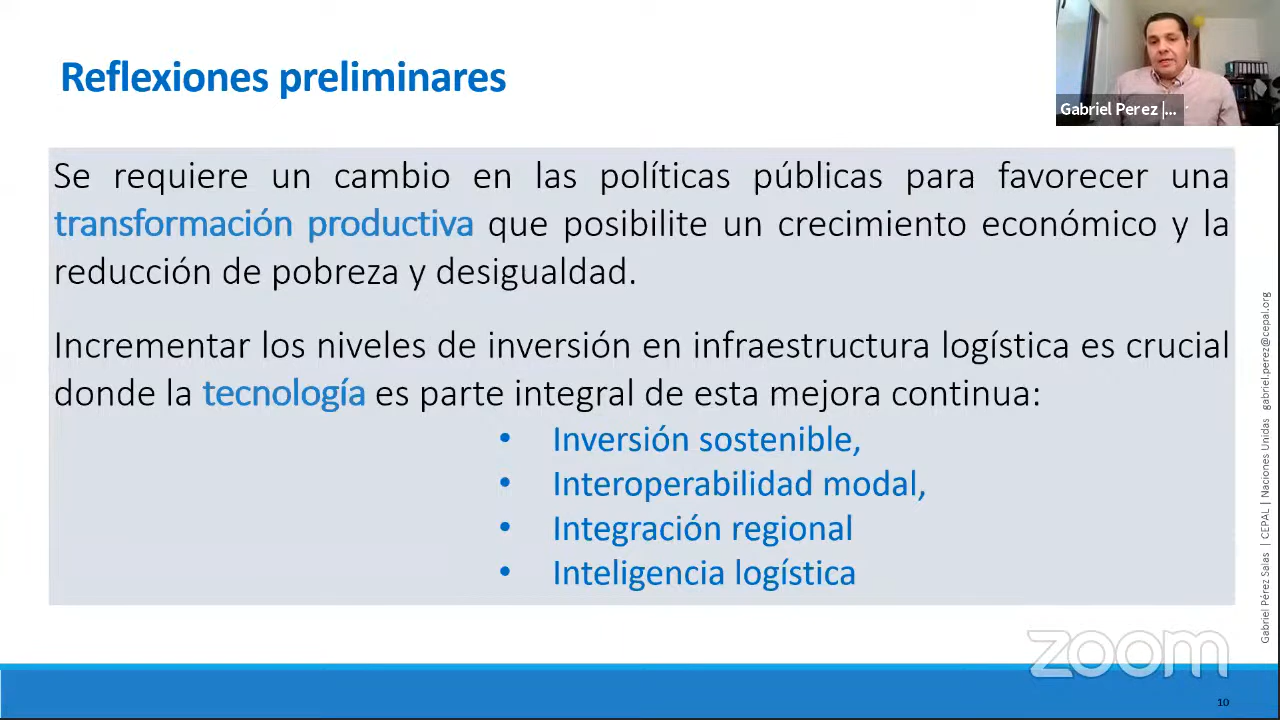 Reflexiones preliminares
Gabriel Perez |...
Se requiere un cambio en las políticas públicas para favorecer una
transformación productiva que posibilite un crecimiento económico y la
reducción de pobreza y desigualdad.
Incrementar los niveles de inversión en infraestructura logística es crucial
donde la tecnología es parte integral de esta mejora continua:
• Inversión sostenible,
• Interoperabilidad modal,
• Integración regional
• Inteligencia logística
Gabriel Pérez Salas | CEPAL | Naciones Unidas gabriel.perez@cepal.org
zoom
10